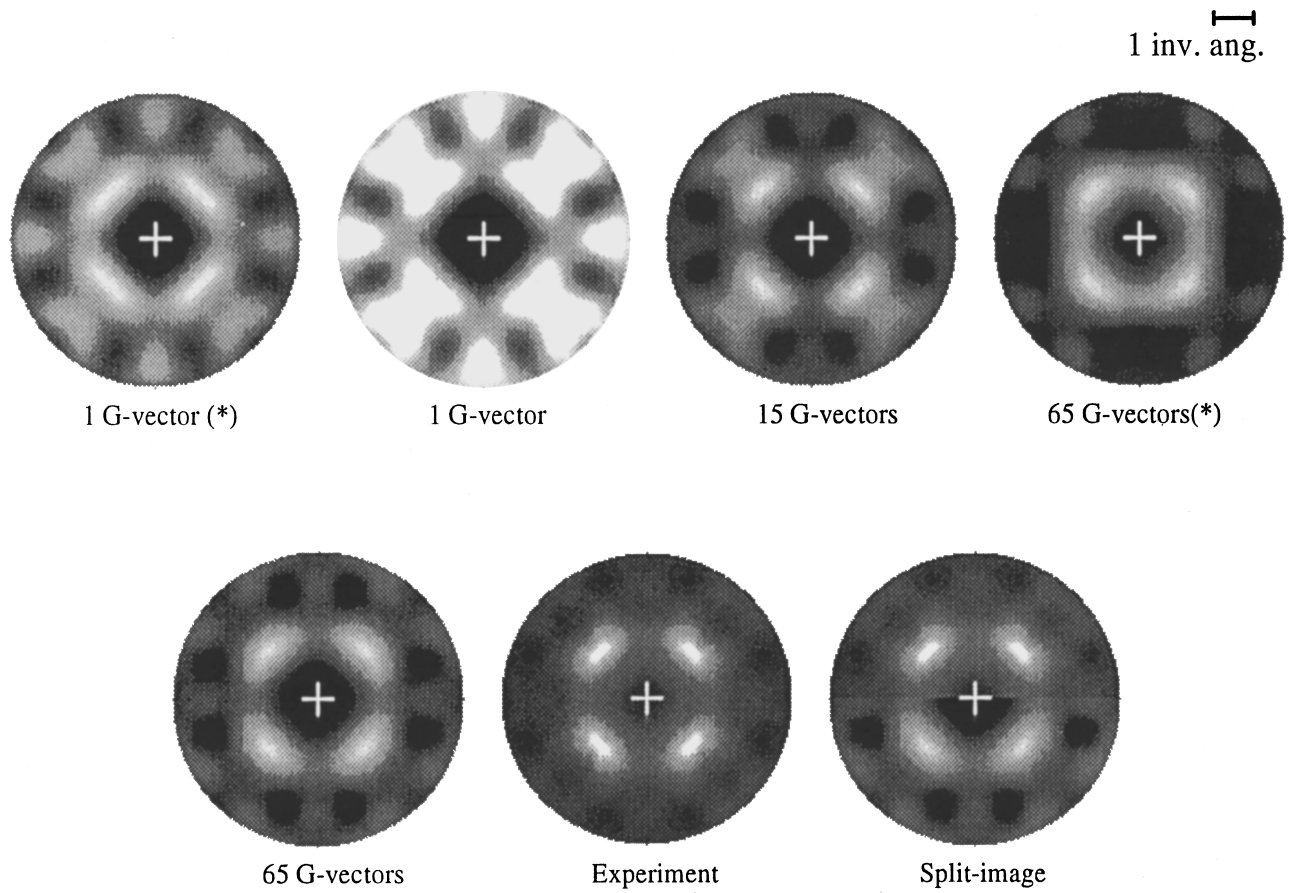 1 inv. ang.
1 G-vector (*)
1 G-vector
15 G-vectors
65 G-vectors(*)
65 G-vectors
Experiment
Split-image